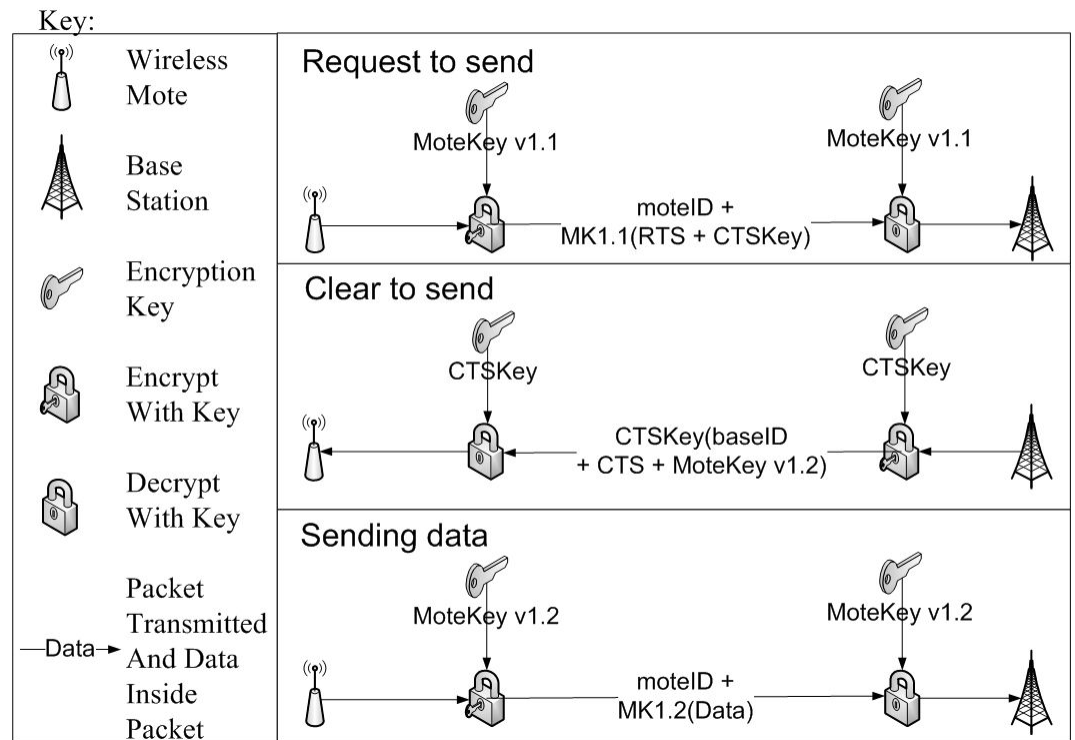 Key:
Wireless
Mote
Base
Station
Encryption
Key
Encrypt
With Key
Decrypt
With Key
Data
Packet
Transmitted
And Data
Inside
Packet
Request to send
MoteKey v1.1
MoteKey v1.1
moteID +
MK1.1(RTS + CTSKey)
Clear to send
CTSKey
CTSKey
CTSKey(baseID
+ CTS + MoteKey v1.2)
Sending data
MoteKey v1.2
MoteKey v1.2
moteID +
MK1.2(Data)